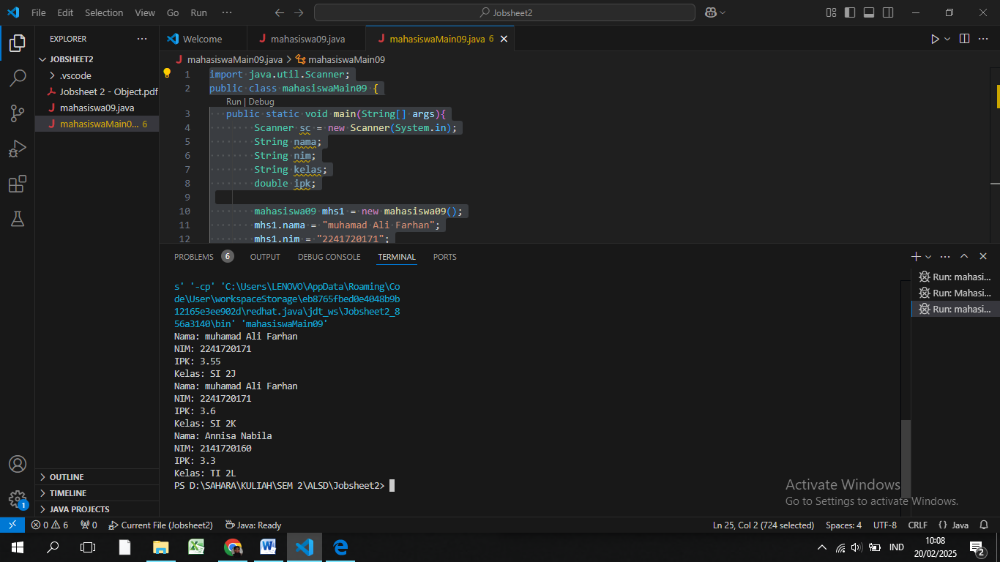 File Edit Selection View Go Run ··· Jobsheet2
EXPLORER ···
JOBSHEET2
.vscode
Jobsheet 2 - Object.pdf
mahasiswa09.java
mahasiswaMain0... 6
OUTLINE
TIMELINE
JAVA PROJECTS
Welcome mahasiswa09.java mahasiswaMain09.java 6
mahasiswaMain09.java > mahasiswaMain09
1 import java.util.Scanner;
2 public class mahasiswaMain09 {
Run | Debug
3 public static void main(String[] args){
4 Scanner sc = new Scanner(System.in);
5 String nama;
6 String nim;
7 String kelas;
8 double ipk;
9
10 mahasiswa09 mhs1 = new mahasiswa09();
11 mhs1.nama = "muhamad Ali Farhan";
12 mhs1.nim = "2241720171";
PROBLEMS 6 OUTPUT DEBUG CONSOLE TERMINAL PORTS
s' '-cp' 'C:\Users\LENOVO\AppData\Roaming\Co
de\User\workspaceStorage\eb8765fbed0e4048b9b
12165e3ee902d\redhat.java\jdt_ws\Jobsheet2_8
56a3140\bin' 'mahasiswaMain09'
Nama: muhamad Ali Farhan
NIM: 2241720171
IPK: 3.55
Kelas: SI 2J
Nama: muhamad Ali Farhan
NIM: 2241720171
IPK: 3.6
Kelas: SI 2K
Nama: Annisa Nabila
NIM: 2141720160
IPK: 3.3
Kelas: TI 2L
PS D:\SAHARA\KULIAH\SEM 2\ALSD\Jobsheet2>
Run: mahasi...
Run: Mahasi...
Run: mahasi...
Activate Windows
Go to Settings to activate Windows.
1
0 6 0 Current File (Jobsheet2) Java: Ready Ln 25, Col 2 (724 selected) Spaces: 4 UTF-8 CRLF {} Java
IND 10:08
20/02/2025
2